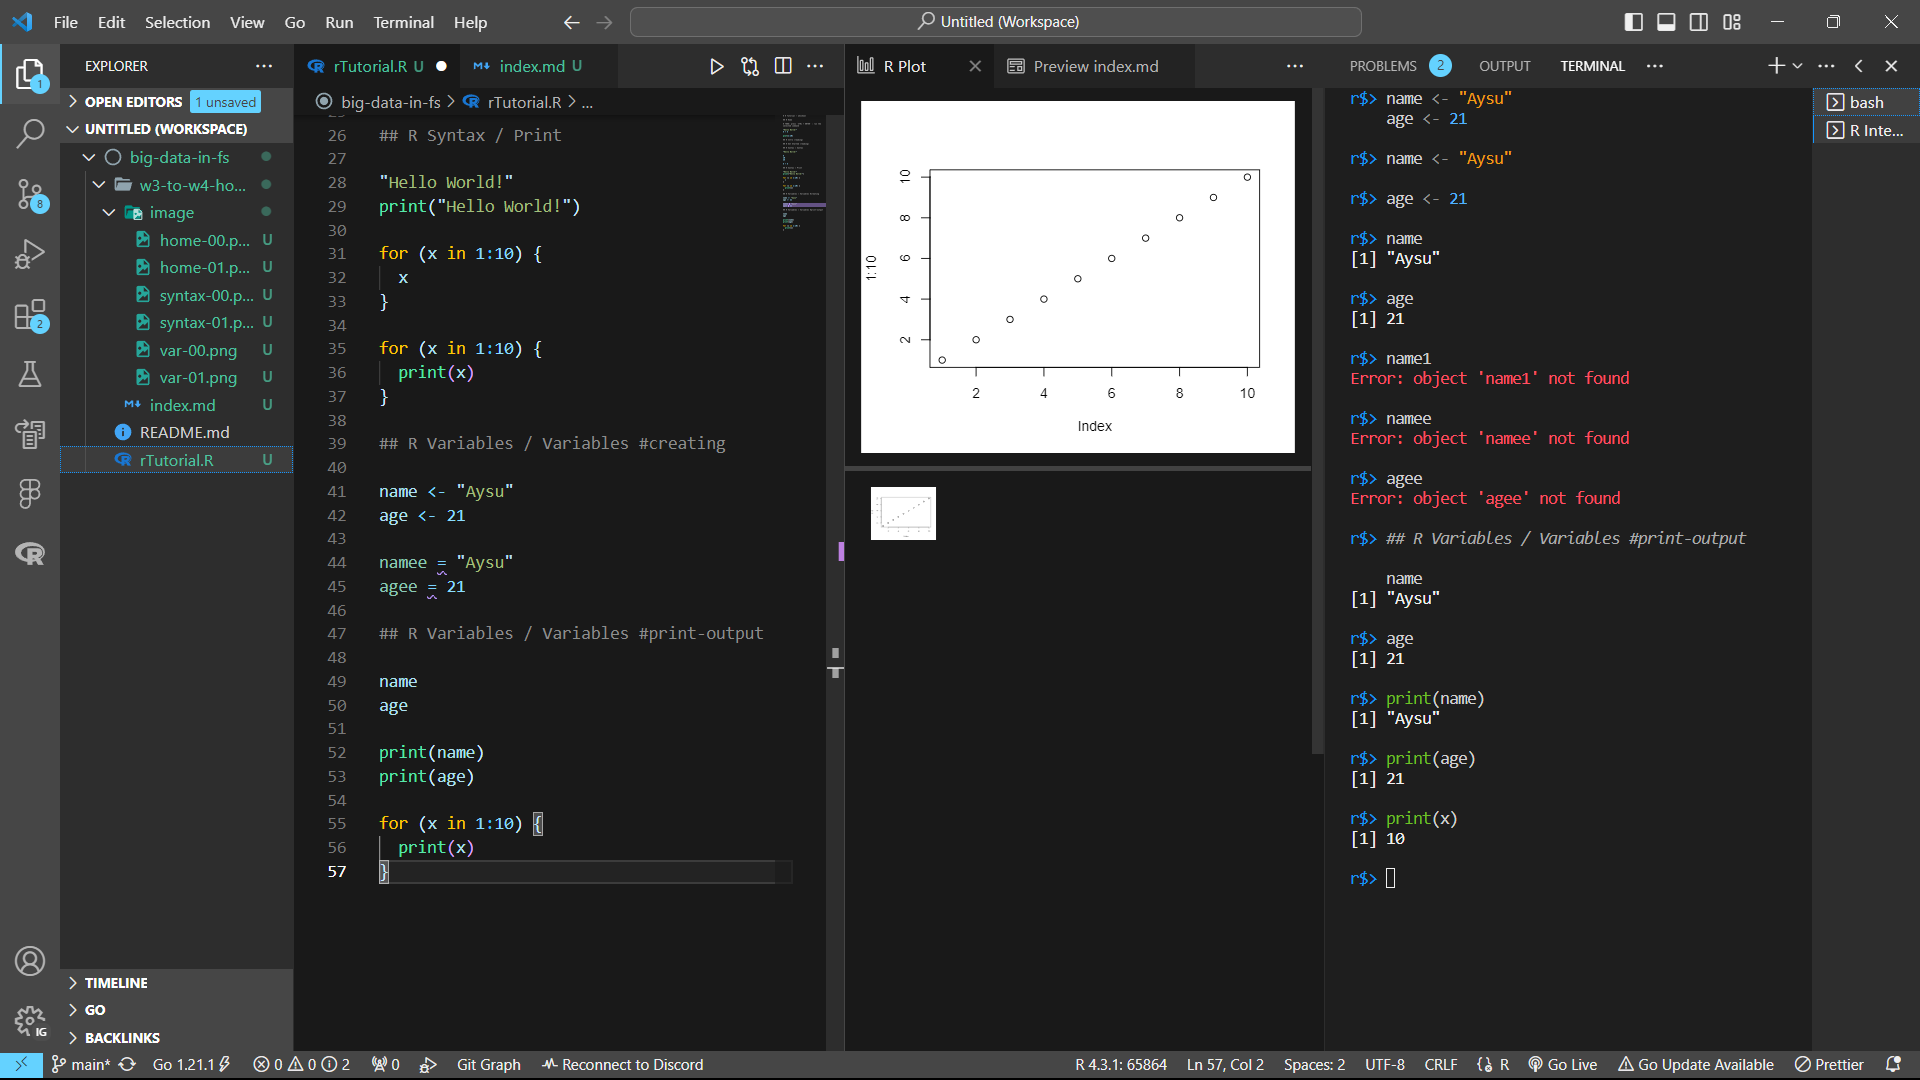 File Edit Selection View Go Run Terminal Help
Untitled (Workspace)
EXPLORER
OPEN EDITORS 1 unsaved
UNTITLED (WORKSPACE)
big-data-in-fs
w3-to-w4-ho...
image
home-00.p... U
home-01.p... U
syntax-00.p... U
syntax-01.p... U
var-00.png U
var-01.png U
index.md U
README.md
rTutorial.R U
TIMELINE
GO
BACKLINKS
1
8
2
IG
rTutorial.R U
index.md U
big-data-in-fs > rTutorial.R > ...
26 ## R Syntax / Print
27
28 "Hello World!"
29 print("Hello World!")
30
31 for (x in 1:10) {
32 x
33 }
34
35 for (x in 1:10) {
36 print(x)
37 }
38
39 ## R Variables / Variables #creating
40
41 name <- "Aysu"
42 age <- 21
43
44 namee = "Aysu"
45 agee = 21
46
47 ## R Variables / Variables #print-output
48
49 name
50 age
51
52 print(name)
53 print(age)
54
55 for (x in 1:10) {
56 print(x)
57 }
R Plot
Preview index.md
10
8
6
4
2
1:10
2 4 6 8 10
Index
PROBLEMS 2 OUTPUT TERMINAL
r$> name <- "Aysu"
age <- 21
r$> name <- "Aysu"
r$> age <- 21
r$> name
[1] "Aysu"
r$> age
[1] 21
r$> name1
Error: object 'name1' not found
r$> namee
Error: object 'namee' not found
r$> agee
Error: object 'agee' not found
r$> ## R Variables / Variables #print-output
name
[1] "Aysu"
r$> age
[1] 21
r$> print(name)
[1] "Aysu"
r$> print(age)
[1] 21
r$> print(x)
[1] 10
r$>
bash
R Inte...
main* Go 1.21.1 0 0 2 0 Git Graph Reconnect to Discord
R 4.3.1: 65864 Ln 57, Col 2 Spaces: 2 UTF-8 CRLF R Go Live Go Update Available Prettier